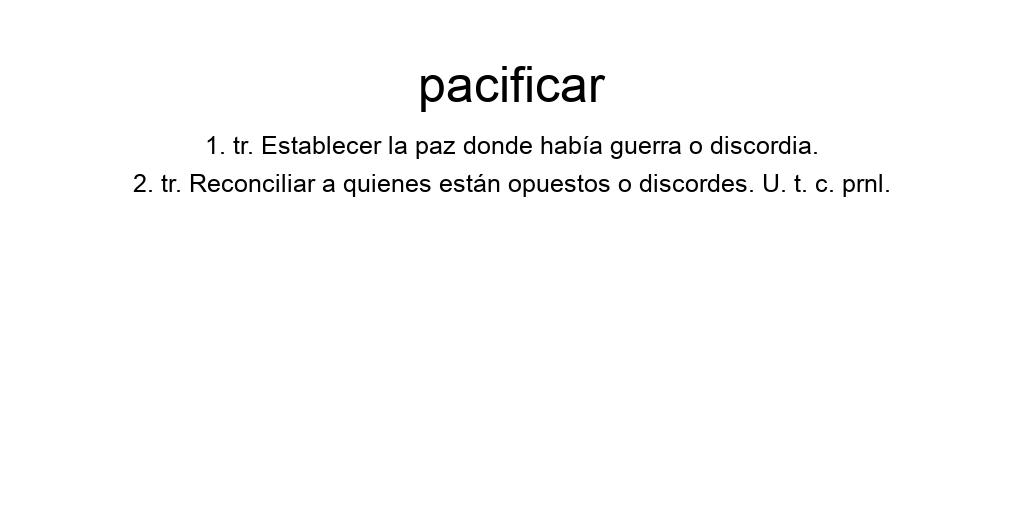 pacificar
1. tr. Establecer la paz donde había guerra o discordia.
2. tr. Reconciliar a quienes están opuestos o discordes. U. t. c. prnl.